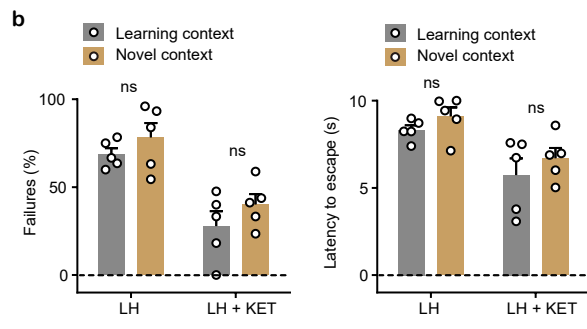 b
Learning context
Novel context
Failures (%)
100
50
0
ns
ns
LH
LH + KET
Learning context
Novel context
Latency to escape (s)
10
5
0
ns
ns
LH
LH + KET